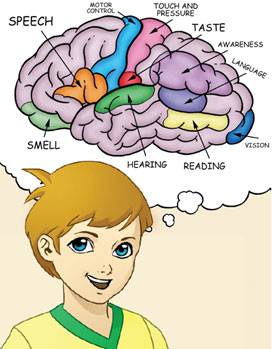 MOTOR
CONTROL
TOUCH AND
PRESSURE
SPEECH
TASTE
AWARENESS
LANGUAGE
SMELL
HEARING
READING
VISION